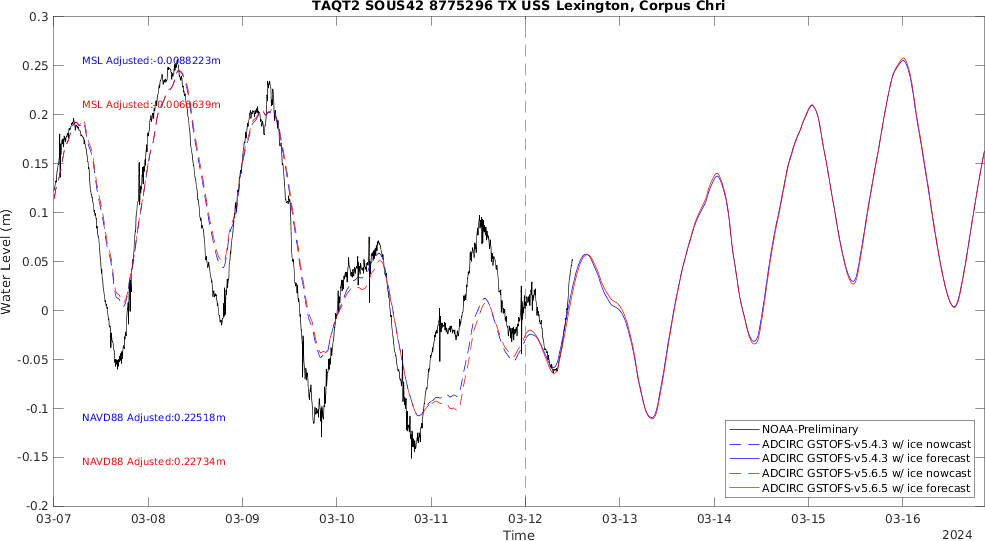 TAQT2 SOUS42 8775296 TX USS Lexington, Corpus Chri
0.3
0.25
0.2
0.15
0.1
0.05
0
-0.05
-0.1
-0.15
-0.2
Water Level (m)
MSL Adjusted:-0.0088223m
MSL Adjusted:-0.0066639m
NAVD88 Adjusted:0.22518m
NAVD88 Adjusted:0.22734m
NOAA-Preliminary
ADCIRC GSTOFS-v5.4.3 w/ ice nowcast
ADCIRC GSTOFS-v5.4.3 w/ ice forecast
ADCIRC GSTOFS-v5.6.5 w/ ice nowcast
ADCIRC GSTOFS-v5.6.5 w/ ice forecast
03-07 03-08 03-09 03-10 03-11 03-12 03-13 03-14 03-15 03-16
Time
2024